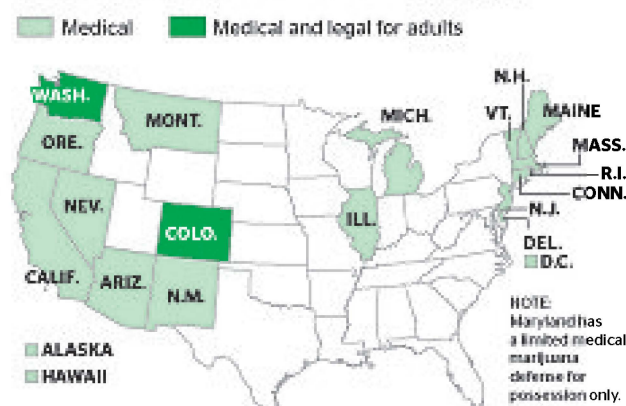 Medical
Medical and legal for adults
WASH.
MONT.
ORE.
NEV.
CALIF.
COLO.
ARIZ.
N.M.
ILL.
MICH.
N.H.
VT.
MAINE
MASS.
R.I.
CONN.
N.J.
DEL.
D.C.
ALASKA
HAWAII
NOTE:
Maryland has
a limited medical
marijuana
defense for
possession only.